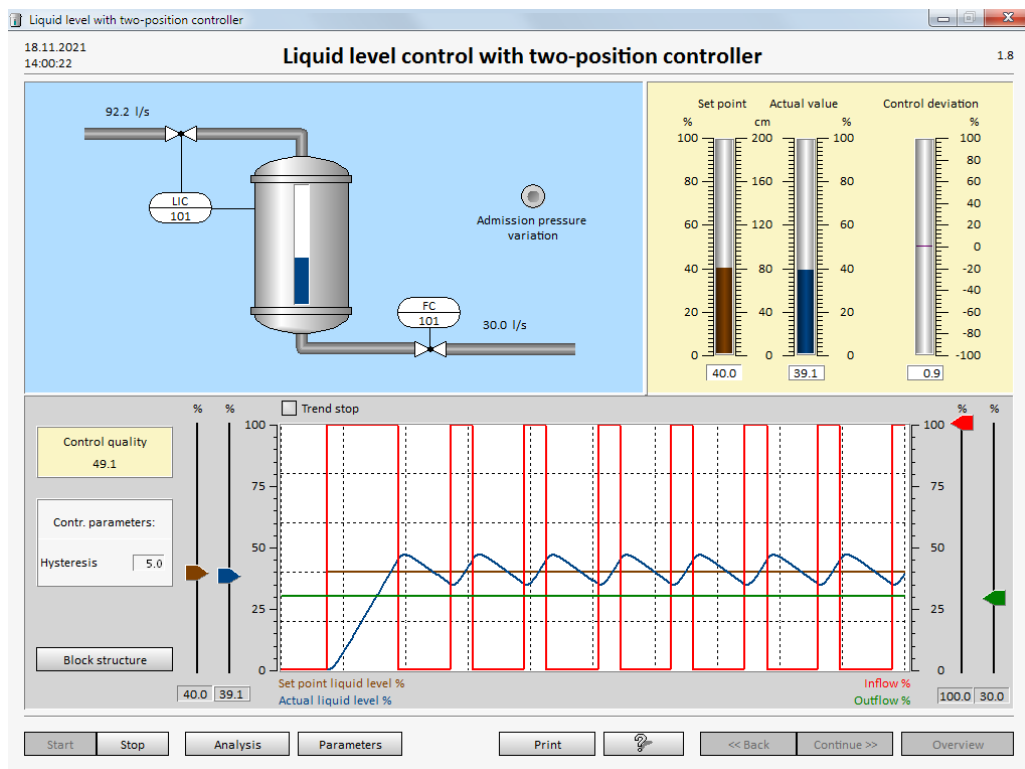 Liquid level with two-position controller
18.11.2021
14:00:22
Liquid level control with two-position controller
1.8
92.2 l/s
LIC
101
Admission pressure
variation
FC
101
30.0 l/s
Set point Actual value Control deviation
% cm % %
100 200 100 100
80
80 160 80 60
40
60 120 60 20
0
40 80 40 -20
-40
20 40 20 -60
-80
0 0 0 -100
40.0 39.1 0.9
% % Trend stop % %
Control quality
49.1
Contr. parameters:
Hysteresis 5.0
Block structure
40.0 39.1
100 100
75 75
50 50
25 25
0 0
Set point liquid level % Inflow %
Actual liquid level % Outflow %
100.0 30.0
Start Stop Analysis Parameters Print ? << Back Continue >> Overview